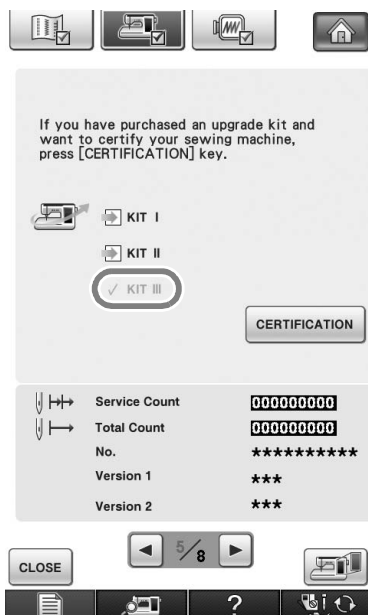 If you have purchased an upgrade kit and
want to certify your sewing machine,
press [CERTIFICATION] key.
KIT I
KIT II
✓ KIT III
CERTIFICATION
Service Count 000000000
Total Count 000000000
No. **********
Version 1 ***
Version 2 ***
5/8
CLOSE
?